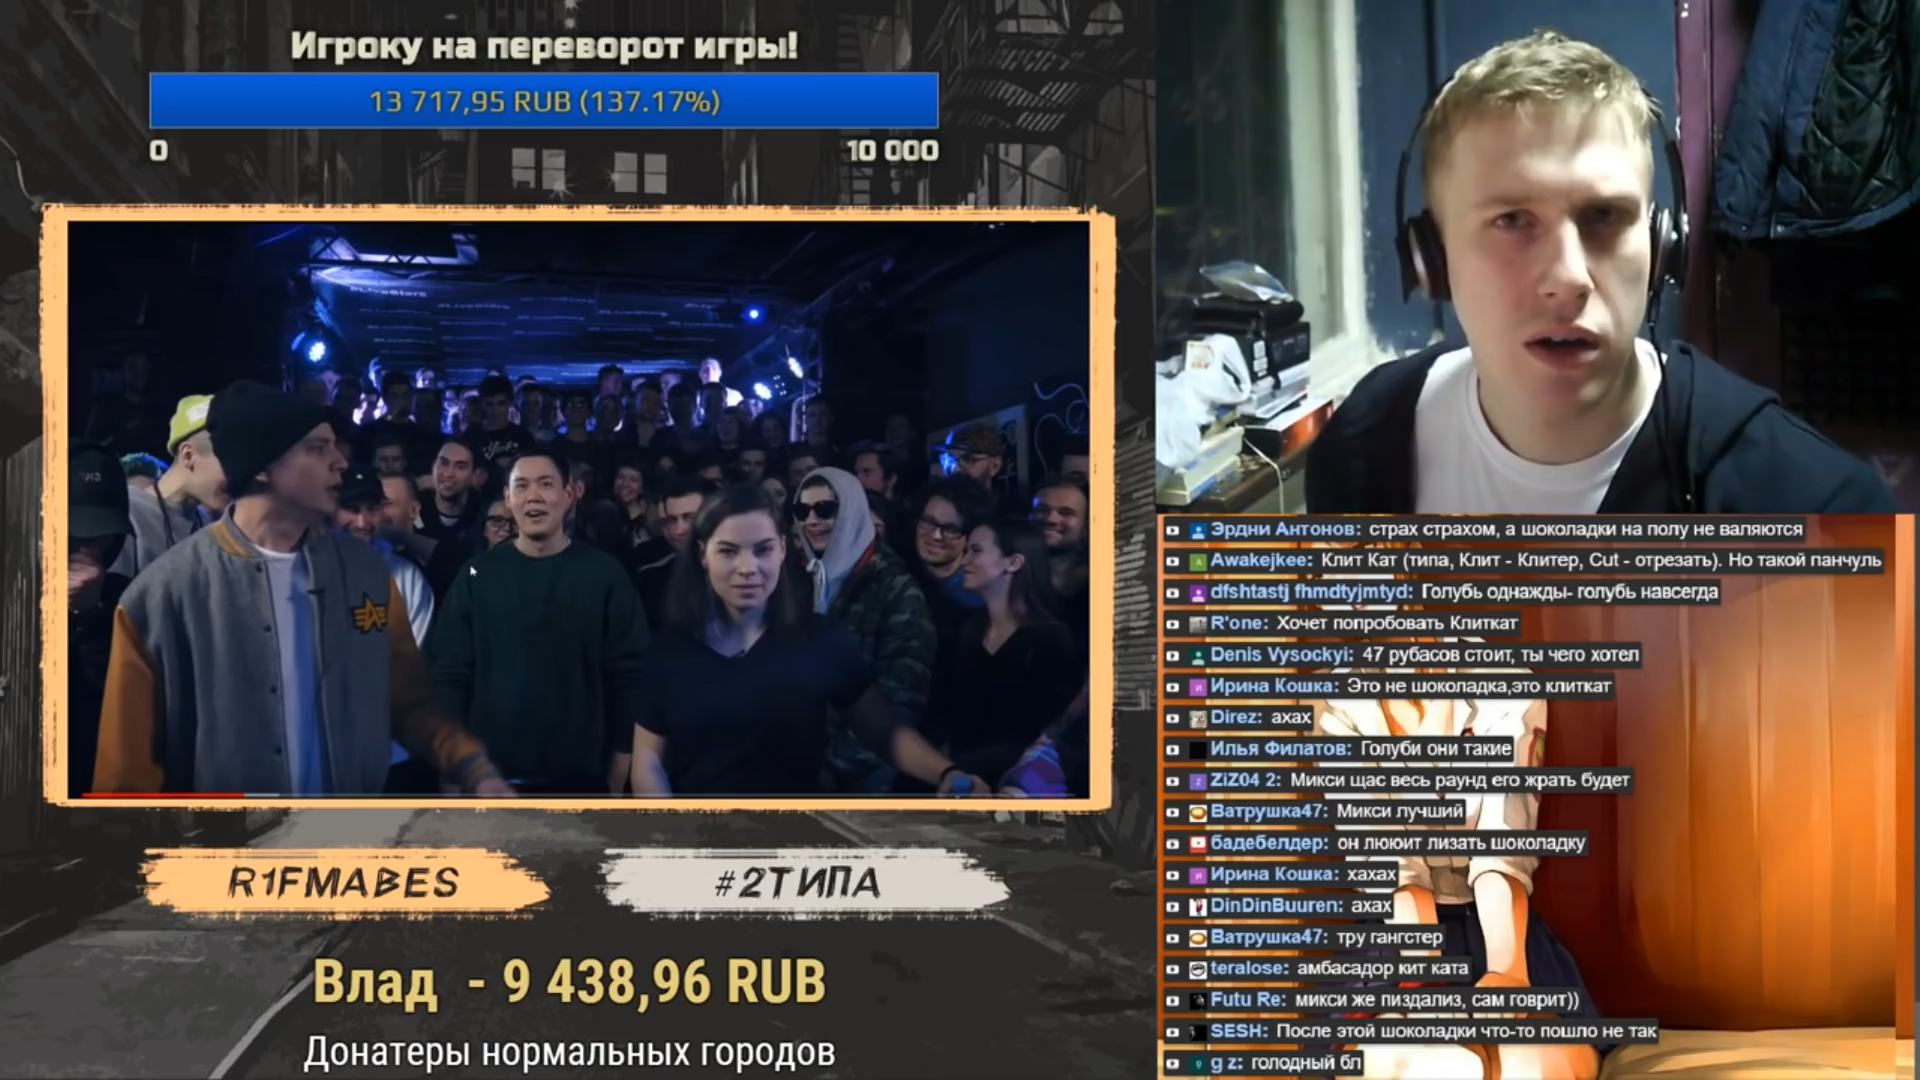 Игроку на переворот игры!
13 717,95 RUB (137.17%)
0
10 000
R1FMABES
#2ТИПА
Влад - 9 438,96 RUB
Донатеры нормальных городов
Эрдни Антонов: страх страхом, а шоколадки на полу не валяются
Awakejkee: Клит Кат (типа, Клит - Клитер, Cut - отрезать). Но такой панчуль
dfshtastj fhmdtyjmtyd: Голубь однажды- голубь навсегда
R'one: Хочет попробовать Клиткат
Denis Vysockyi: 47 рубасов стоит, ты чего хотел
Ирина Кошка: Это не шоколадка,это клиткат
Direz: ахах
Илья Филатов: Голуби они такие
ZiZ04 2: Микси щас весь раунд его жрать будет
Ватрушка47: Микси лучший
бадебелдер: он лююит лизать шоколадку
Ирина Кошка: хахах
DinDinBuuren: ахах
Ватрушка47: тру гангстер
teralose: амбасадор кит ката
Futu Re: микси же пиздализ, сам говрит))
SESH: После этой шоколадки что-то пошло не так
g z: голодный бл